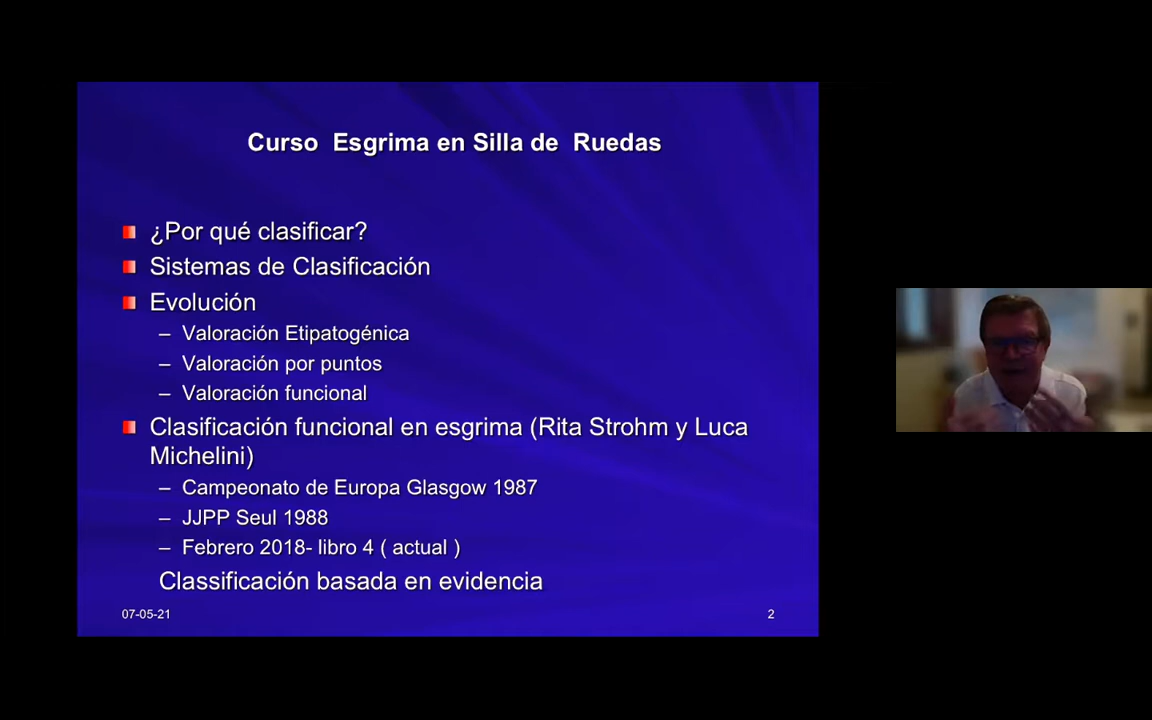 Curso Esgrima en Silla de Ruedas
¿Por qué clasificar?
Sistemas de Clasificación
Evolución
– Valoración Etipatogénica
– Valoración por puntos
– Valoración funcional
Clasificación funcional en esgrima (Rita Strohm y Luca
Michelini)
– Campeonato de Europa Glasgow 1987
– JJPP Seul 1988
– Febrero 2018- libro 4 ( actual )
Classificación basada en evidencia
07-05-21
2